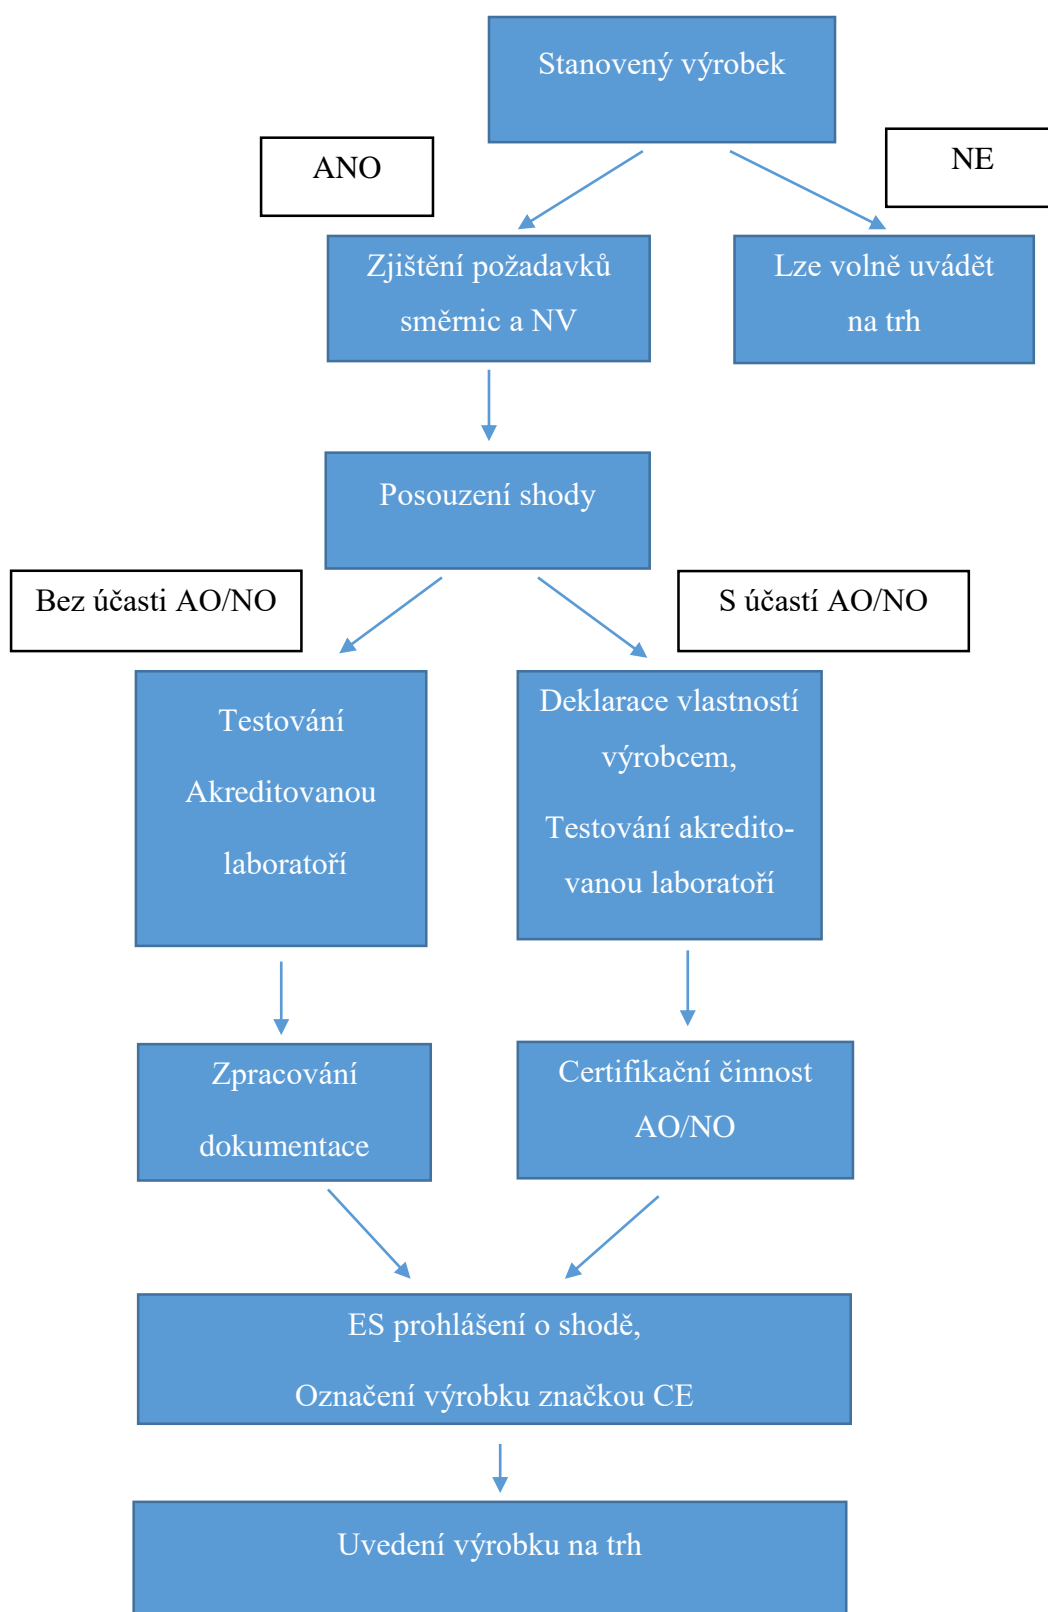 Stanovený výrobek
ANO
NE
Zjištění požadavků
směrnic a NV
Lze volně uvádět
na trh
Posouzení shody
Bez účasti AO/NO
S účastí AO/NO
Testování
Akreditovanou
laboratoří
Deklarace vlastností
výrobcem,
Testování akredito-
vanou laboratoří
Zpracování
dokumentace
Certifikační činnost
AO/NO
ES prohlášení o shodě,
Označení výrobku značkou CE
Uvedení výrobku na trh